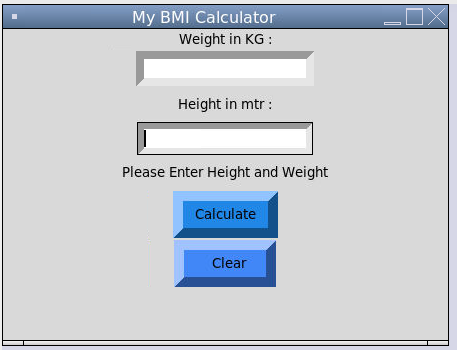 My BMI Calculator
Weight in KG :
Height in mtr :
Please Enter Height and Weight
Calculate
Clear